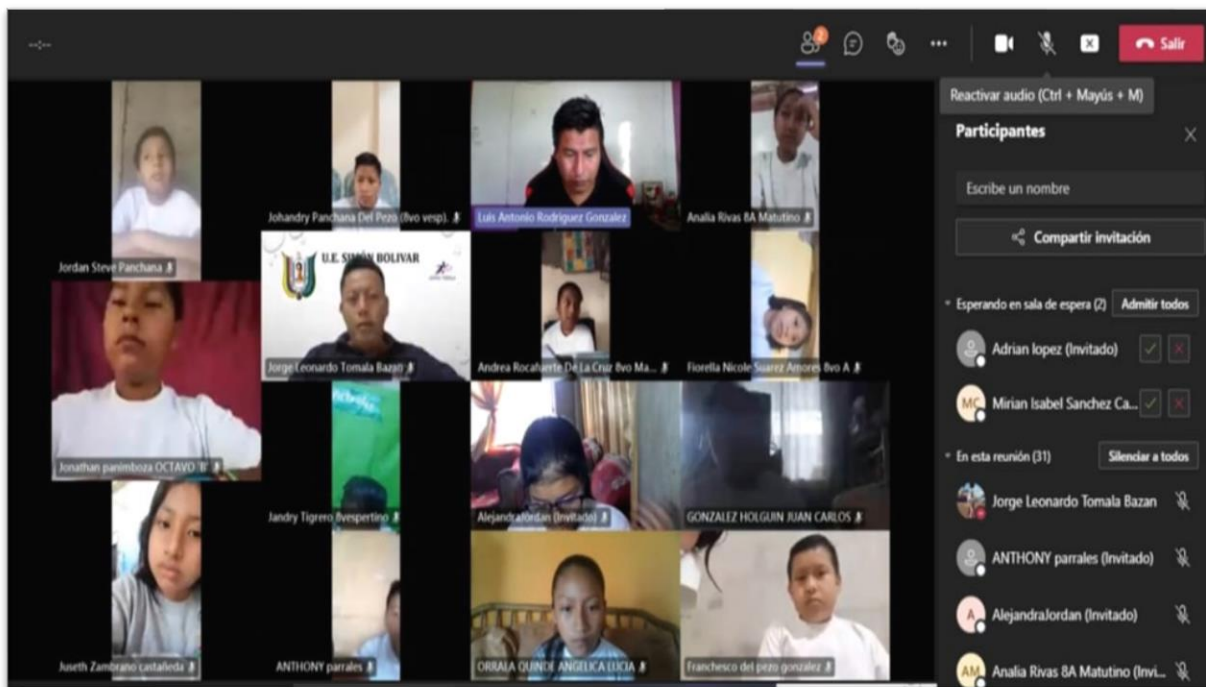 --:--
2
Salir
Reactivar audio (Ctrl + Mayús + M)
Participantes
Escribe un nombre
Compartir invitación
Esperando en sala de espera (2)
Admitir todos
Adrian lopez (Invitado)
MC
Mirian Isabel Sanchez Ca...
En esta reunión (31)
Silenciar a todos
Jorge Leonardo Tomala Bazan
ANTHONY parrales (Invitado)
A
AlejandraJordan (Invitado)
AM
Analia Rivas 8A Matutino (Invi...
Jordan Steve Panchana
Johandry Panchana Del Pezo (8vo vesp).
Luis Antonio Rodriguez Gonzalez
Analia Rivas 8A Matutino
U.E. SIMÓN BOLIVAR
Jonathan panimboza OCTAVO "B"
Jorge Leonardo Tomala Bazan
Andrea Rocafuerte De La Cruz 8vo Ma...
Fiorella Nicole Suarez Amores 8vo A
Jandry Tigrero 8vespertino
AlejandraJordan (Invitado)
GONZALEZ HOLGUIN JUAN CARLOS
Juseth Zambrano castañeda
ANTHONY parrales
ORRALA QUINDE ANGELICA LUCIA
Franchesco del pezo gonzalez